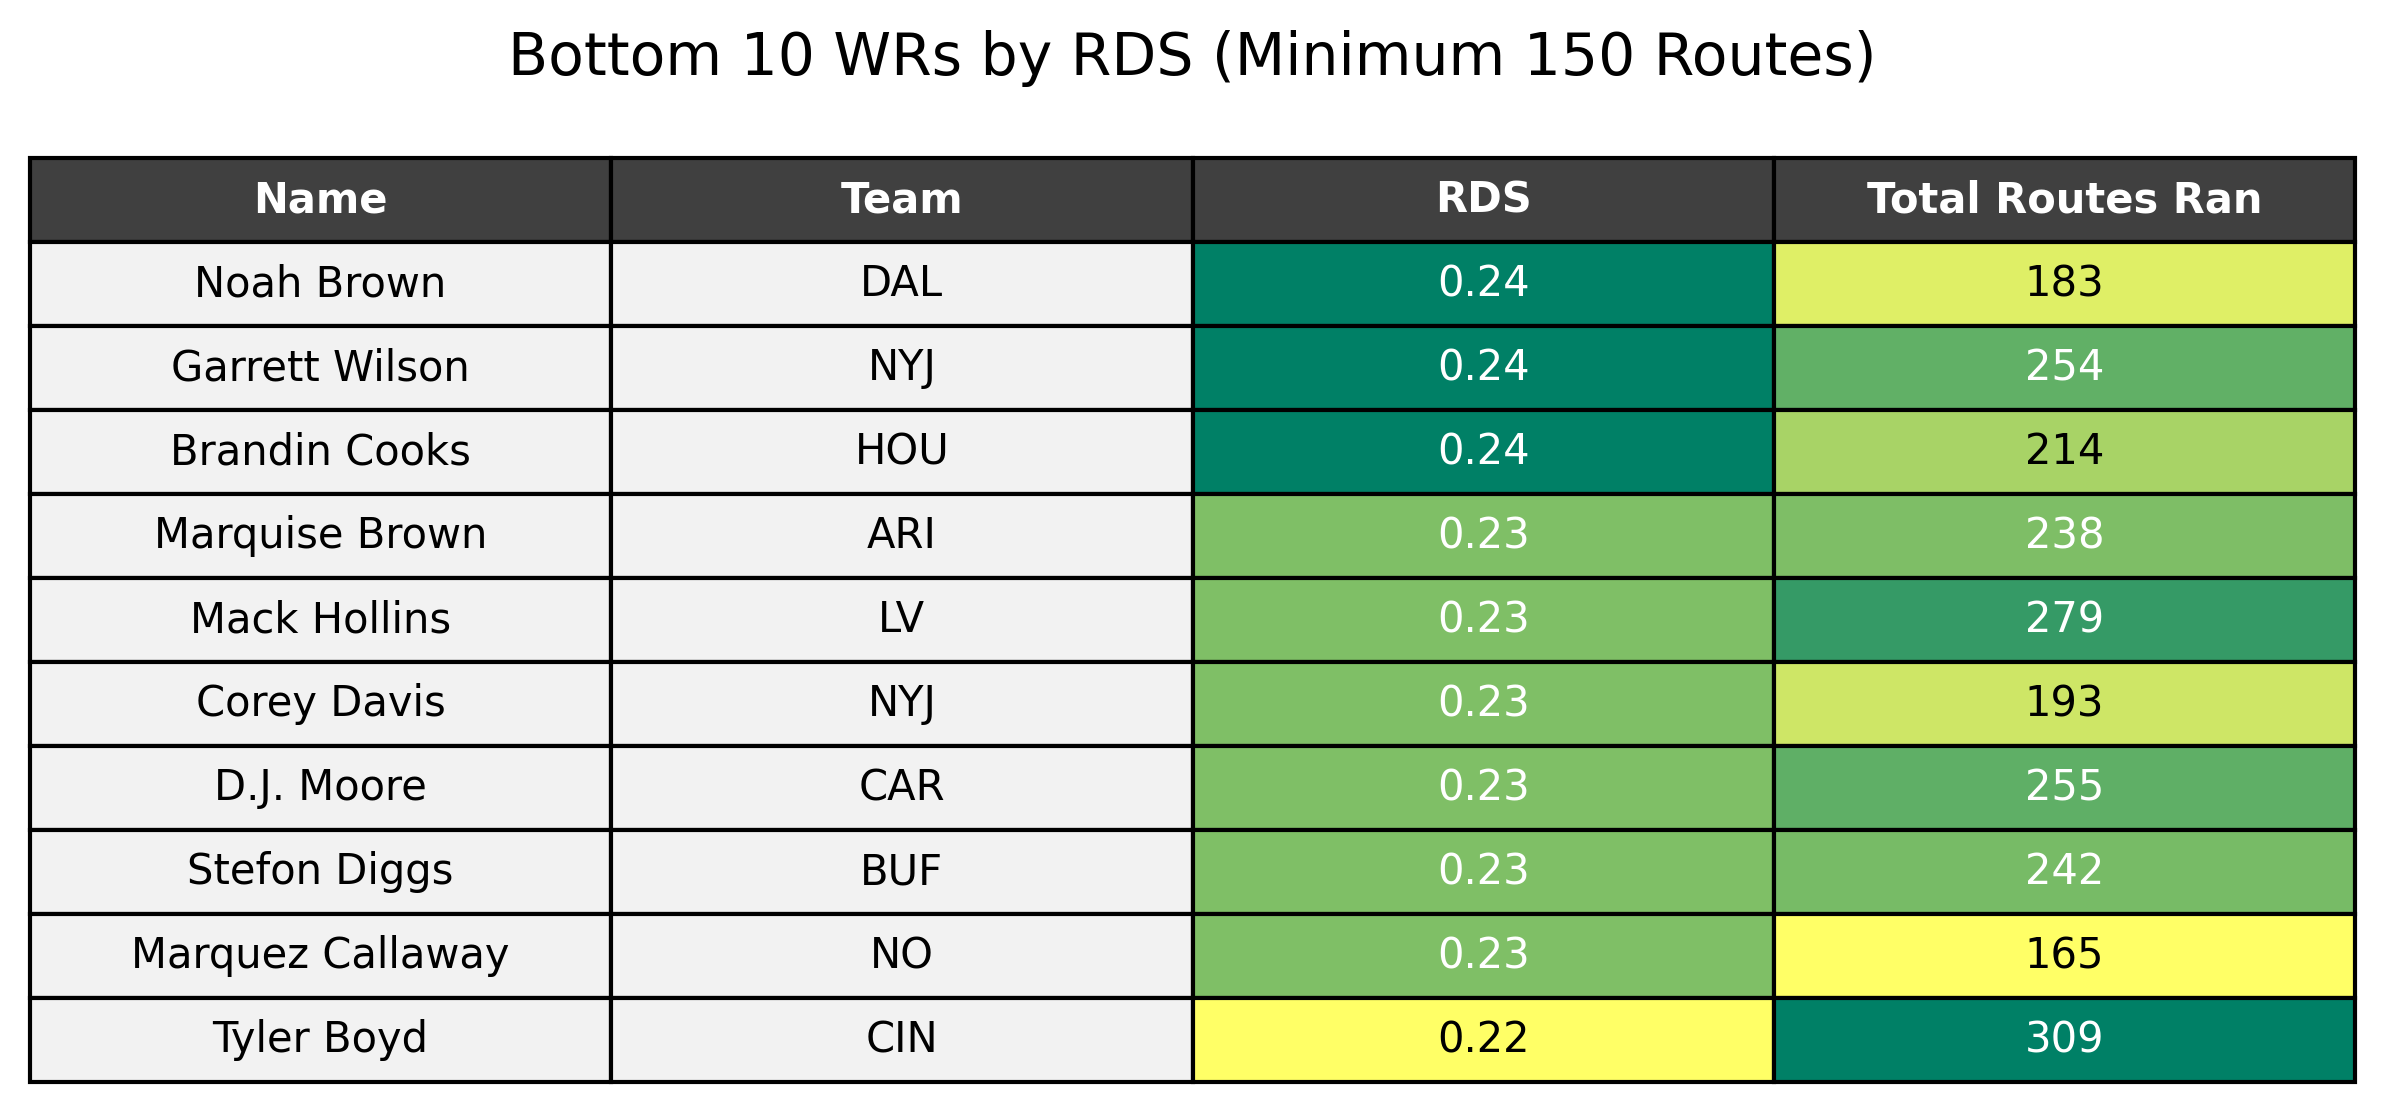 Bottom 10 WRs by RDS (Minimum 150 Routes)
Name Team RDS Total Routes Ran
Noah Brown DAL 0.24 183
Garrett Wilson NYJ 0.24 254
Brandin Cooks HOU 0.24 214
Marquise Brown ARI 0.23 238
Mack Hollins LV 0.23 279
Corey Davis NYJ 0.23 193
D.J. Moore CAR 0.23 255
Stefon Diggs BUF 0.23 242
Marquez Callaway NO 0.23 165
Tyler Boyd CIN 0.22 309